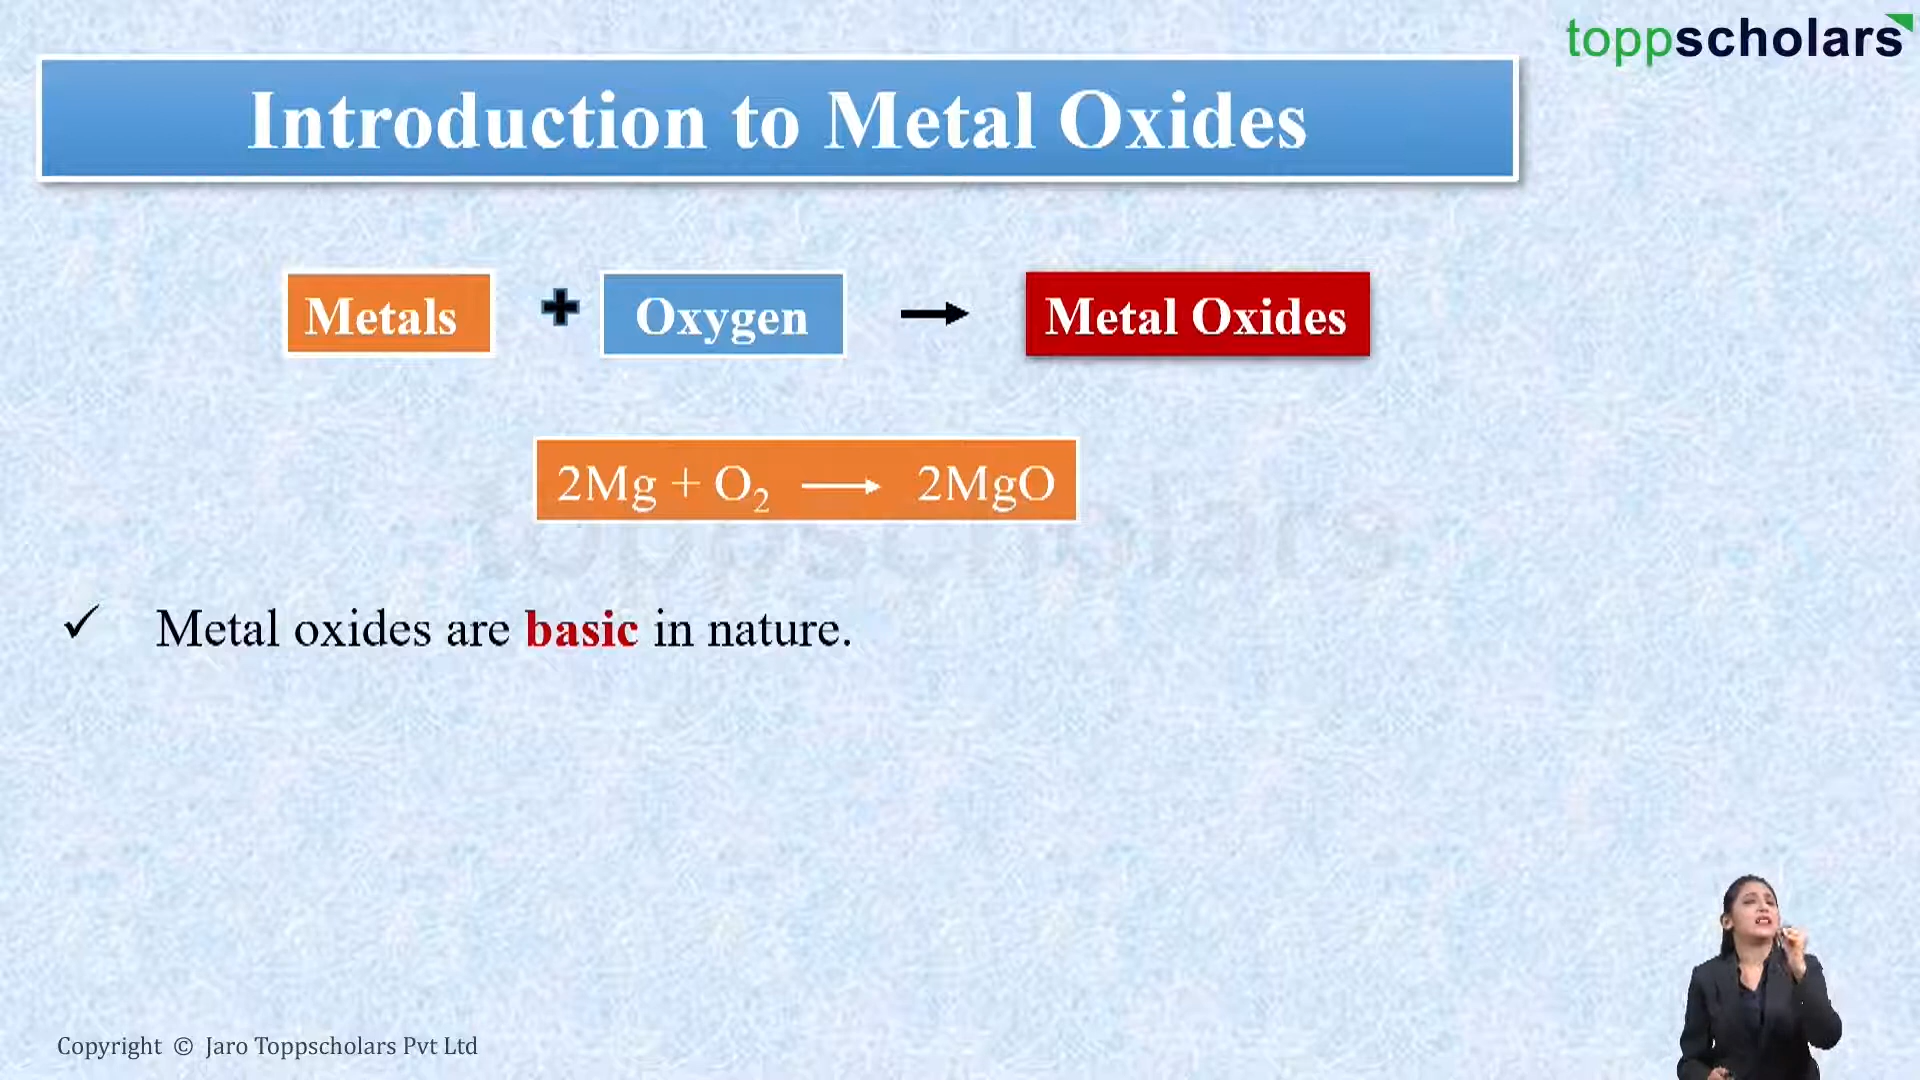 toppscholars
Introduction to Metal Oxides
Metals + Oxygen → Metal Oxides
2Mg + O₂ → 2MgO
toppscholars
✓ Metal oxides are basic in nature.
Copyright © Jaro Toppscholars Pvt Ltd